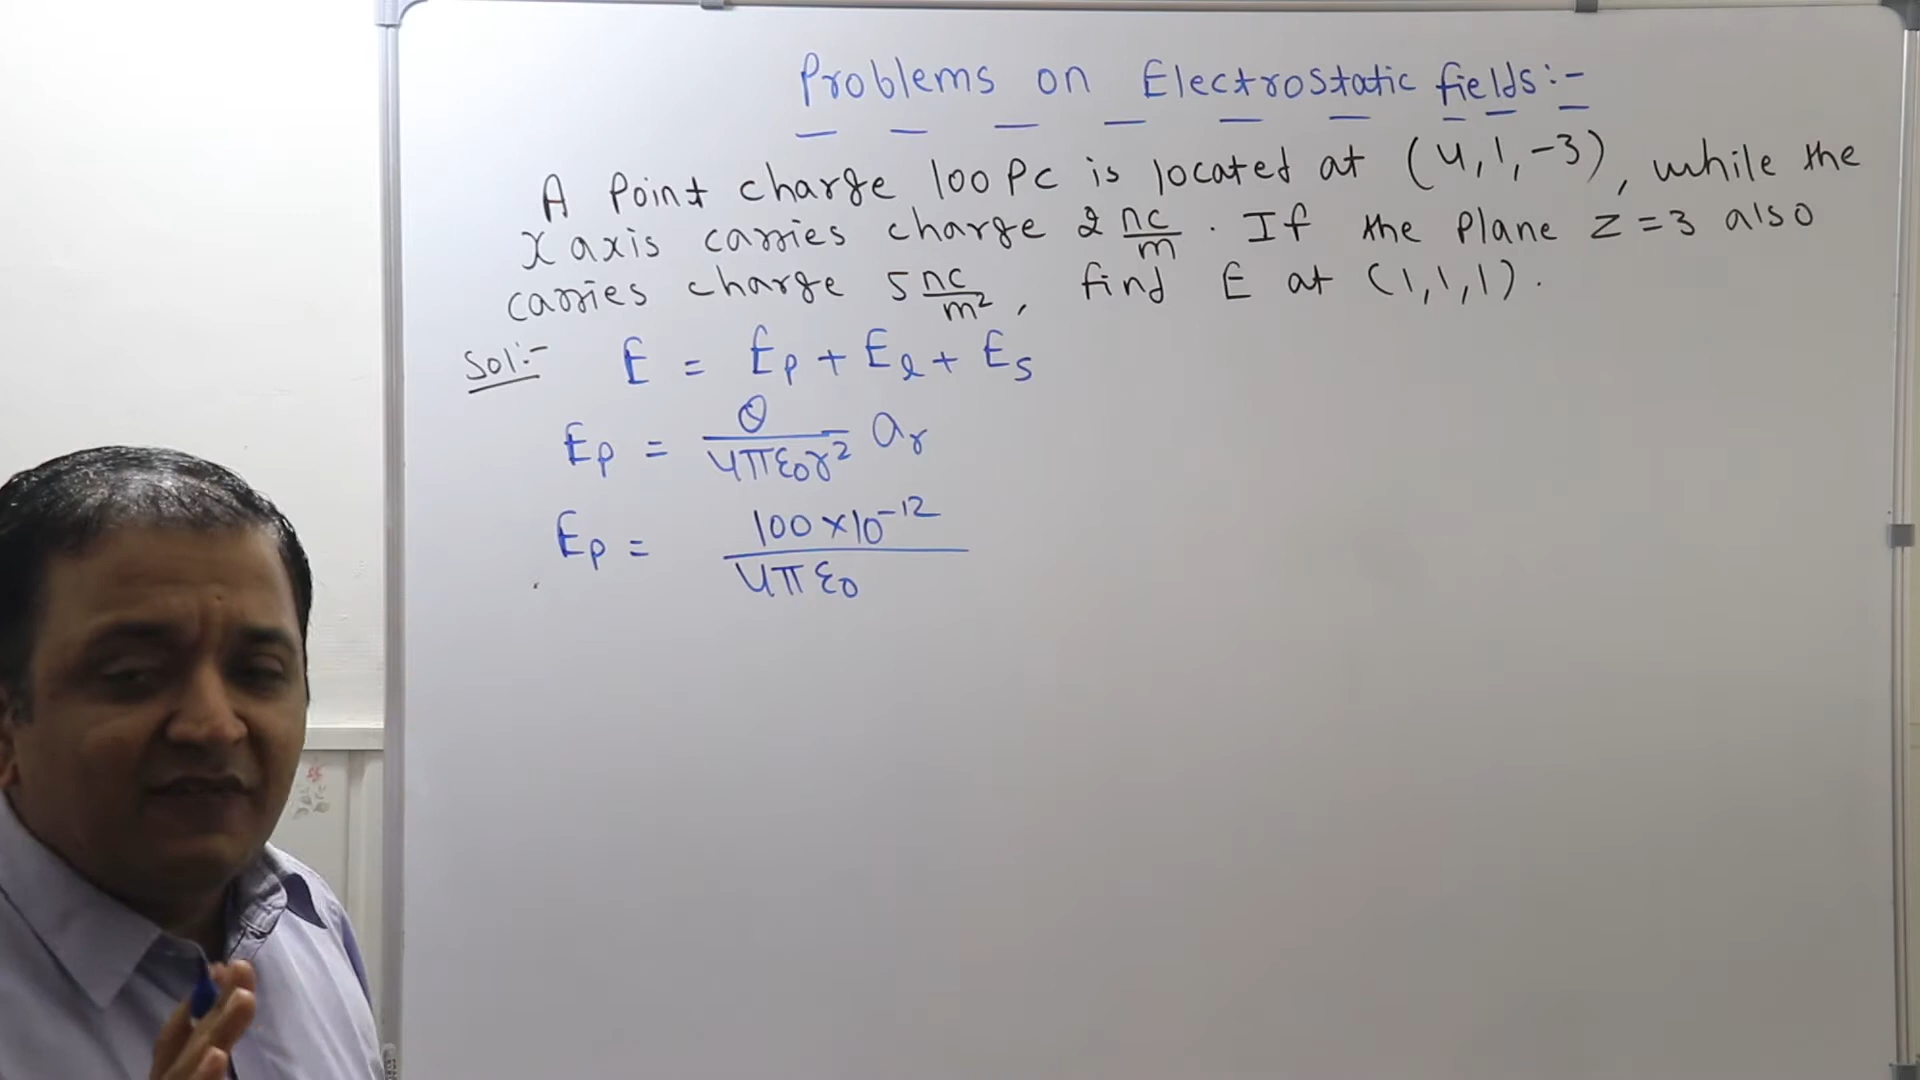 Problems on Electrostatic fields:-
A Point charge 100 PC is located at (4,1,-3), while the
X axis carries charge 2 nc/m. If the Plane z=3 also
carries charge 5 nc/m², find E at (1,1,1).
Sol:- E = Ep + El + Es
Ep = Q/4πε0r² ar
Ep = 100×10⁻¹²/4πε0